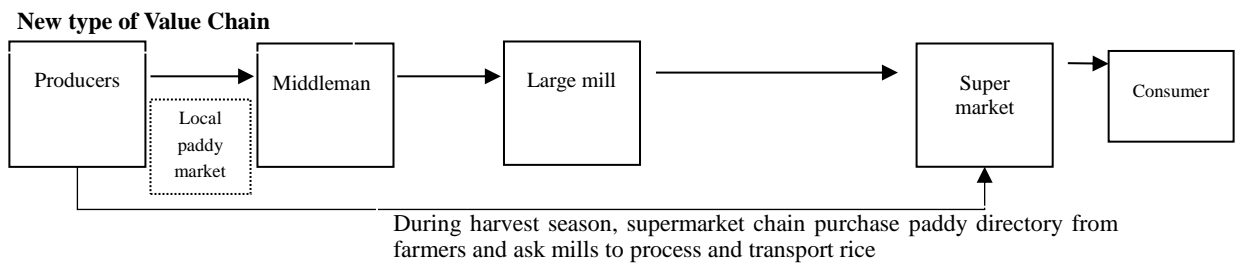 New type of Value Chain
Producers
Middleman
Large mill
Super
market
Consumer
Local
paddy
market
During harvest season, supermarket chain purchase paddy directory from
farmers and ask mills to process and transport rice